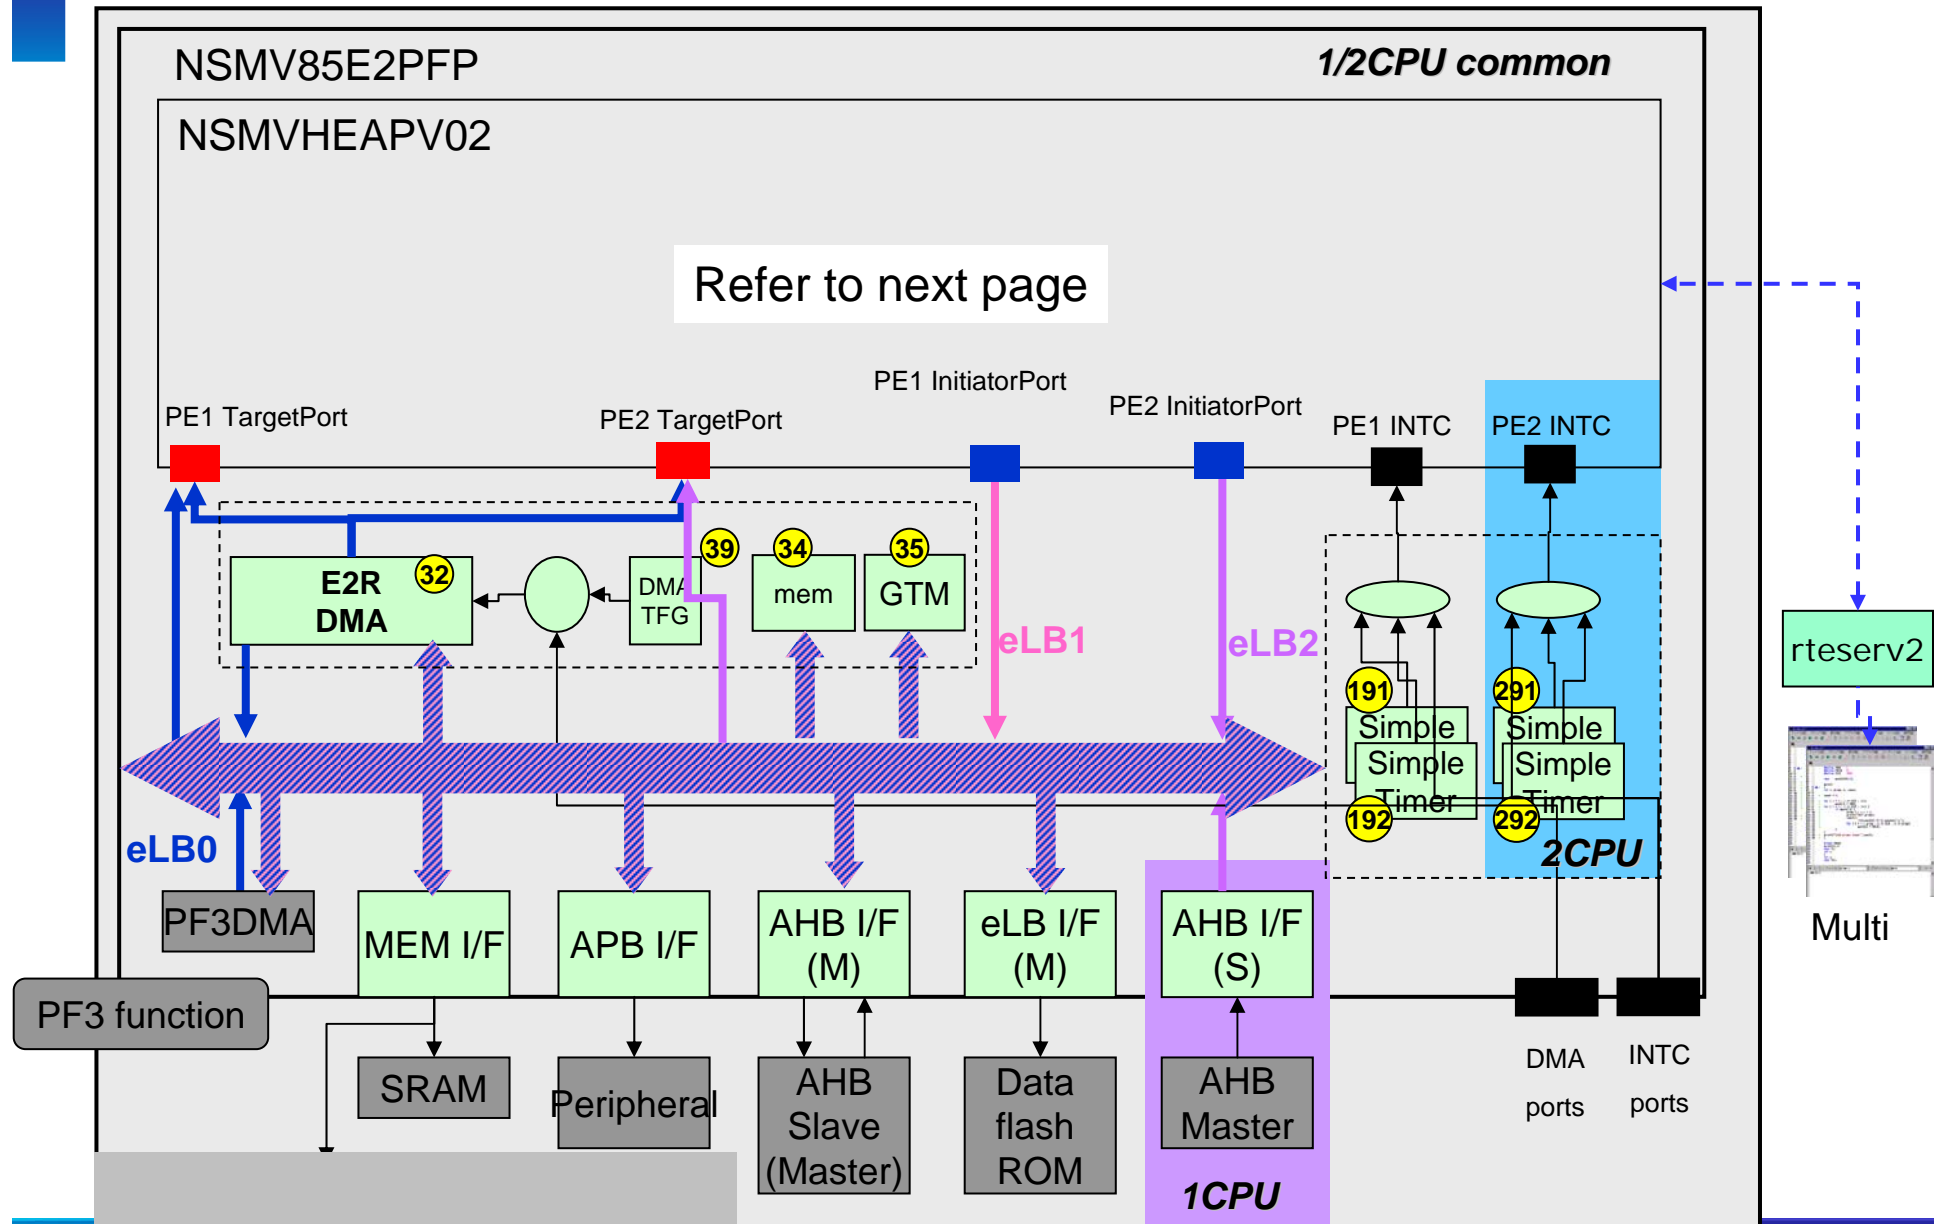 NSMV85E2PFP
1/2CPU common
NSMVHEAPV02
Refer to next page
PE1 InitiatorPort
PE2 InitiatorPort
PE1 TargetPort
PE2 TargetPort
PE1 INTC
PE2 INTC
39
34
35
32
E2R
DMA
DMA
TFG
mem
GTM
eLB1
eLB2
rteserv2
191
291
Simple
Simple
Simple
Timer
Simple
Timer
192
292
2CPU
eLB0
PF3DMA
MEM I/F
APB I/F
AHB I/F
(M)
eLB I/F
(M)
AHB I/F
(S)
Multi
PF3 function
SRAM
Peripheral
AHB
Slave
(Master)
Data
flash
ROM
AHB
Master
DMA
ports
INTC
ports
1CPU